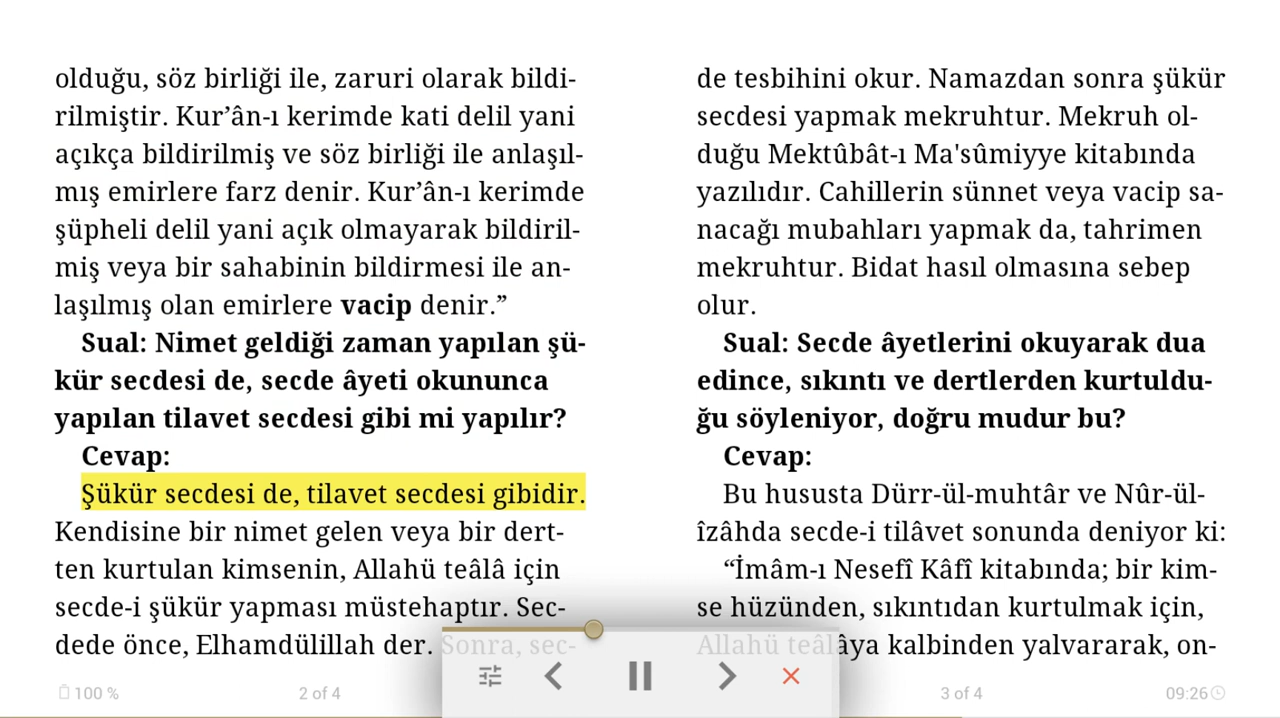 olduğu, söz birliği ile, zaruri olarak bildi-
rilmiştir. Kur’ân-ı kerimde kati delil yani
açıkça bildirilmiş ve söz birliği ile anlaşıl-
mış emirlere farz denir. Kur’ân-ı kerimde
şüpheli delil yani açık olmayarak bildiril-
miş veya bir sahabinin bildirmesi ile an-
laşılmış olan emirlere vacip denir.”
Sual: Nimet geldiği zaman yapılan şü-
kür secdesi de, secde âyeti okununca
yapılan tilavet secdesi gibi mi yapılır?
Cevap:
Şükür secdesi de, tilavet secdesi gibidir.
Kendisine bir nimet gelen veya bir dert-
ten kurtulan kimsenin, Allahü teâlâ için
secde-i şükür yapması müstehaptır. Sec-
dede önce, Elhamdülillah der. Sonra, sec-
100 %
2 of 4
de tesbihini okur. Namazdan sonra şükür
secdesi yapmak mekruhtur. Mekruh ol-
duğu Mektûbât-ı Ma'sûmiyye kitabında
yazılıdır. Cahillerin sünnet veya vacip sa-
nacağı mubahları yapmak da, tahrimen
mekruhtur. Bidat hasıl olmasına sebep
olur.
Sual: Secde âyetlerini okuyarak dua
edince, sıkıntı ve dertlerden kurtuldu-
ğu söyleniyor, doğru mudur bu?
Cevap:
Bu hususta Dürr-ül-muhtâr ve Nûr-ül-
îzâhda secde-i tilâvet sonunda deniyor ki:
“İmâm-ı Nesefî Kâfî kitabında; bir kim-
se hüzünden, sıkıntıdan kurtulmak için,
Allahü teâlâya kalbinden yalvararak, on-
3 of 4
09:26